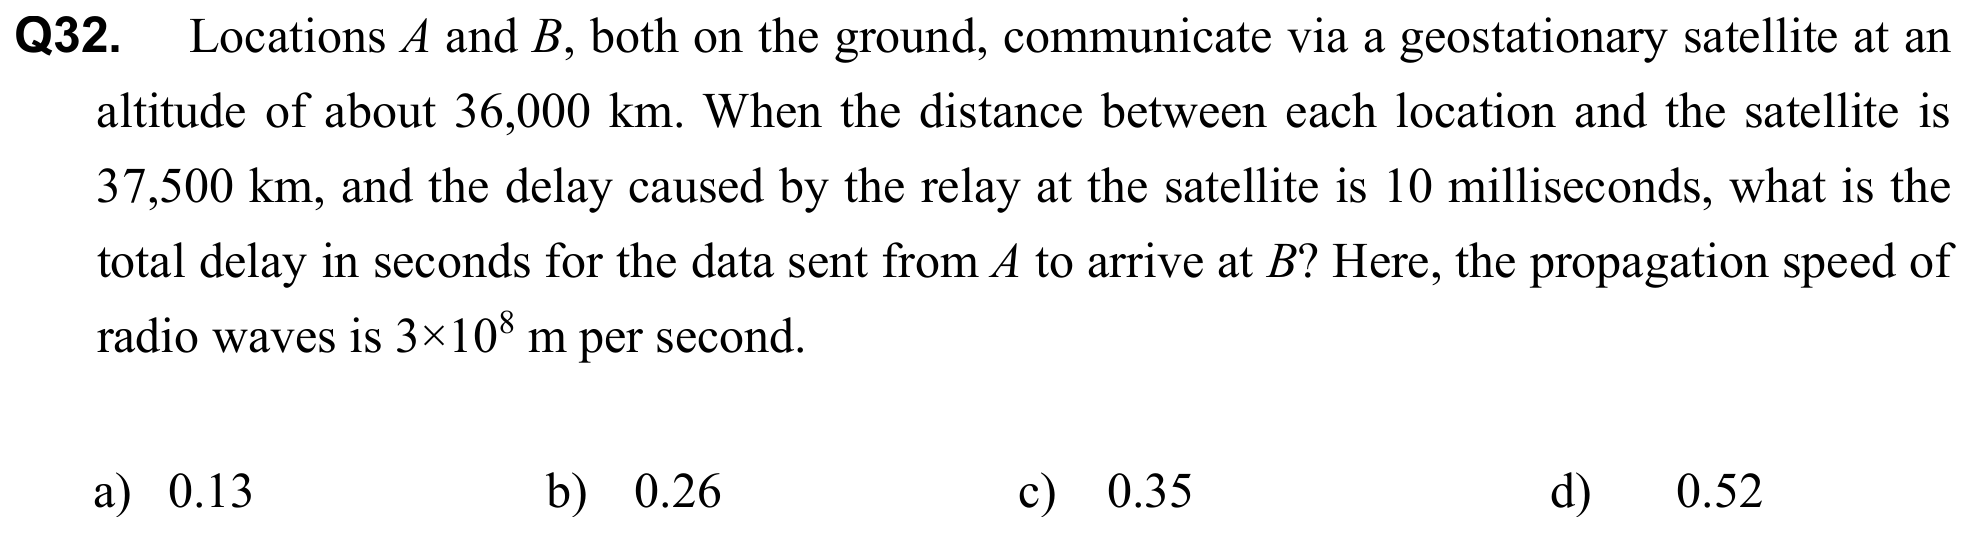 Q32. Locations A and B, both on the ground, communicate via a geostationary satellite at an
altitude of about 36,000 km. When the distance between each location and the satellite is
37,500 km, and the delay caused by the relay at the satellite is 10 milliseconds, what is the
total delay in seconds for the data sent from A to arrive at B? Here, the propagation speed of
radio waves is 3×10⁸ m per second.
a) 0.13 b) 0.26 c) 0.35 d) 0.52